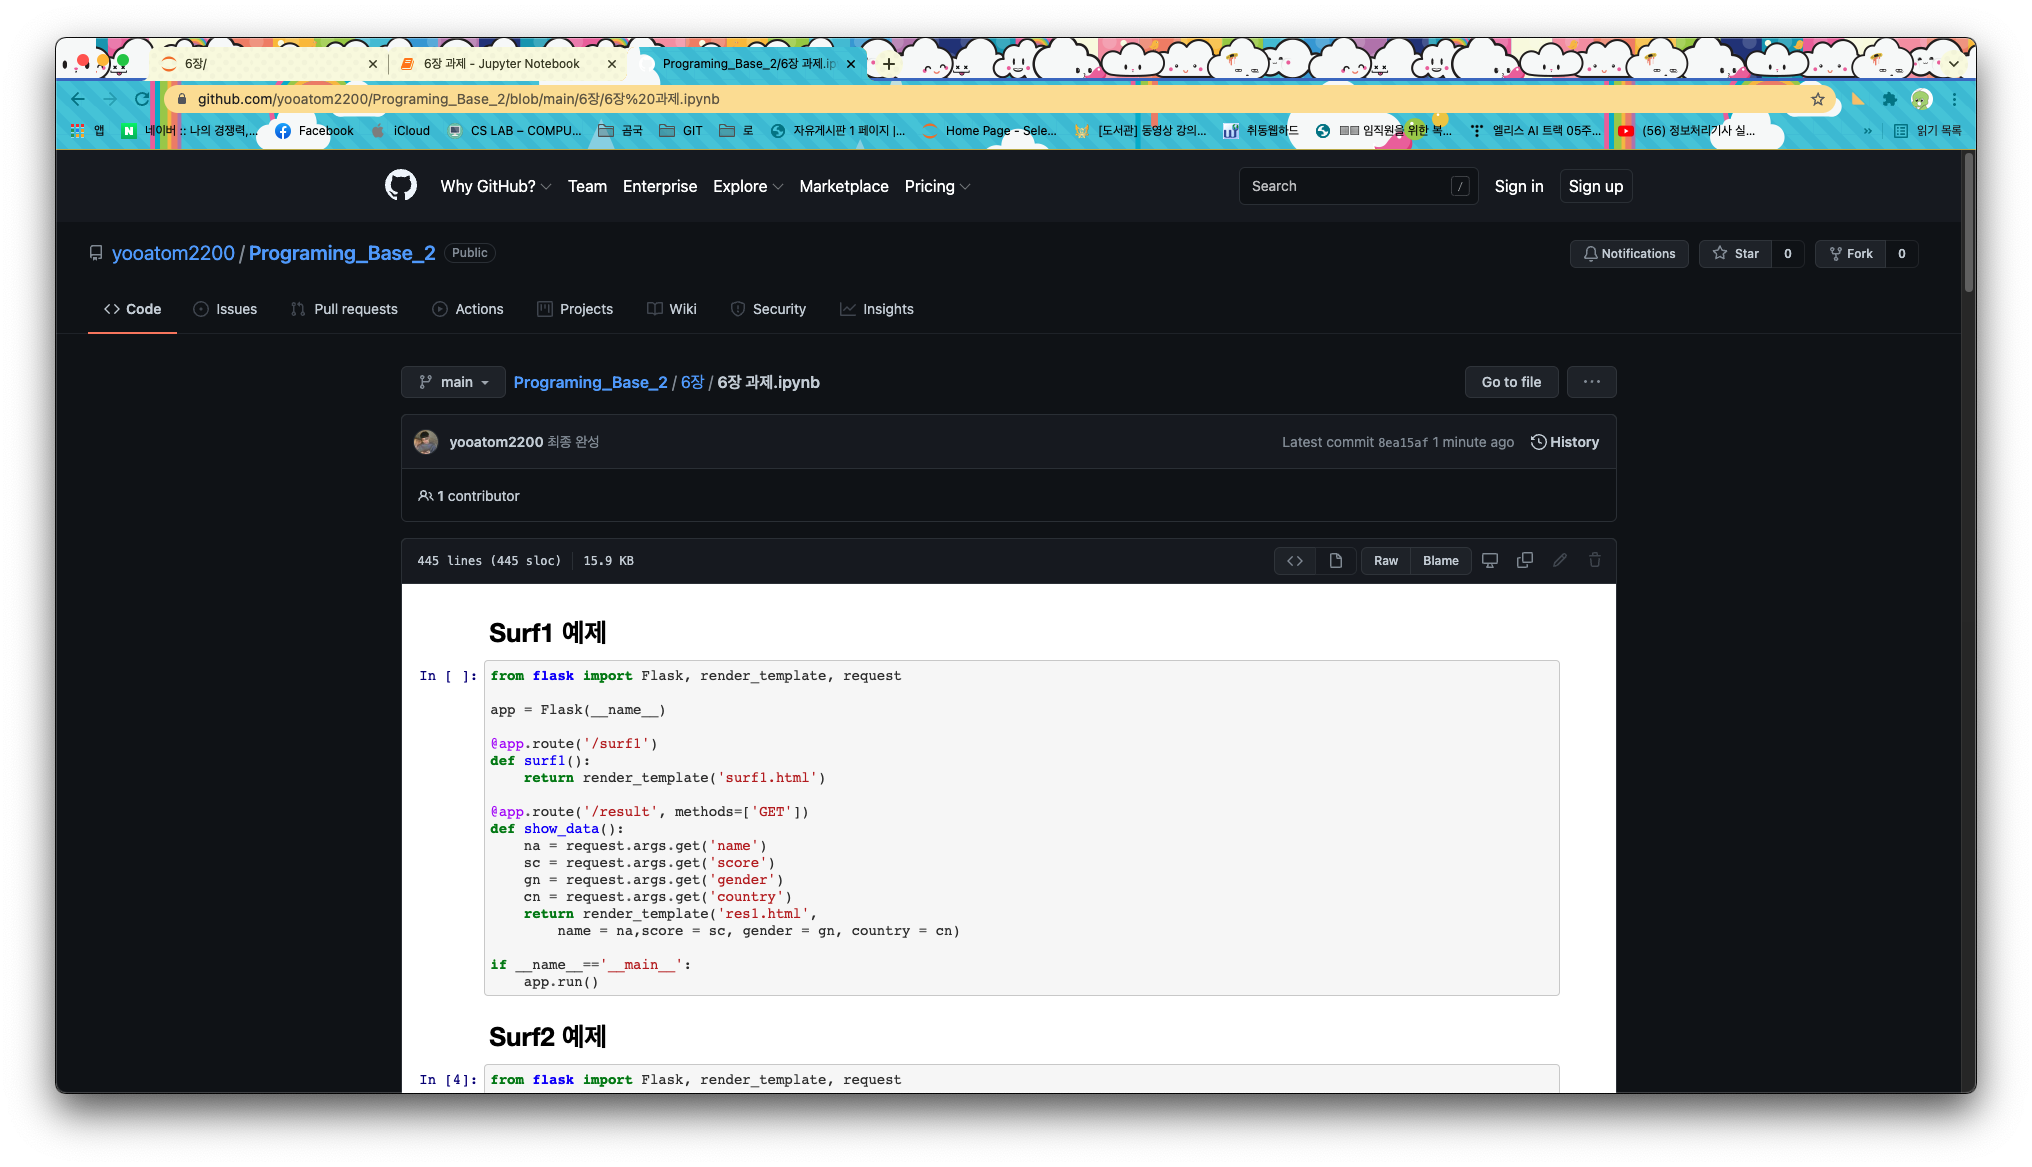 6장/
6장 과제 - Jupyter Notebook
Programing_Base_2/6장 과제.ip
github.com/yooatom2200/Programing_Base_2/blob/main/6장/6장%20과제.ipynb
앱
네이버 :: 나의 경쟁력,...
Facebook
iCloud
CS LAB – COMPU...
곰국
GIT
로
자유게시판 1 페이지 |...
Home Page - Sele...
[도서관] 동영상 강의...
취동웹하드
임직원을 위한 복...
엘리스 AI 트랙 05주...
(56) 정보처리기사 실...
»
읽기 목록
Why GitHub? Team Enterprise Explore Marketplace Pricing
Search /
Sign in
Sign up
yooatom2200 / Programing_Base_2 Public
Notifications
Star 0
Fork 0
Code
Issues
Pull requests
Actions
Projects
Wiki
Security
Insights
main
Programing_Base_2 / 6장 / 6장 과제.ipynb
Go to file
...
yooatom2200 최종 완성
Latest commit 8ea15af 1 minute ago
History
1 contributor
445 lines (445 sloc) 15.9 KB
<>
Raw
Blame
Surf1 예제
In [ ]: from flask import Flask, render_template, request
app = Flask(__name__)
@app.route('/surf1')
def surf1():
    return render_template('surf1.html')
@app.route('/result', methods=['GET'])
def show_data():
    na = request.args.get('name')
    sc = request.args.get('score')
    gn = request.args.get('gender')
    cn = request.args.get('country')
    return render_template('res1.html',
        name = na,score = sc, gender = gn, country = cn)
if __name__=='__main__':
    app.run()
Surf2 예제
In [4]: from flask import Flask, render_template, request